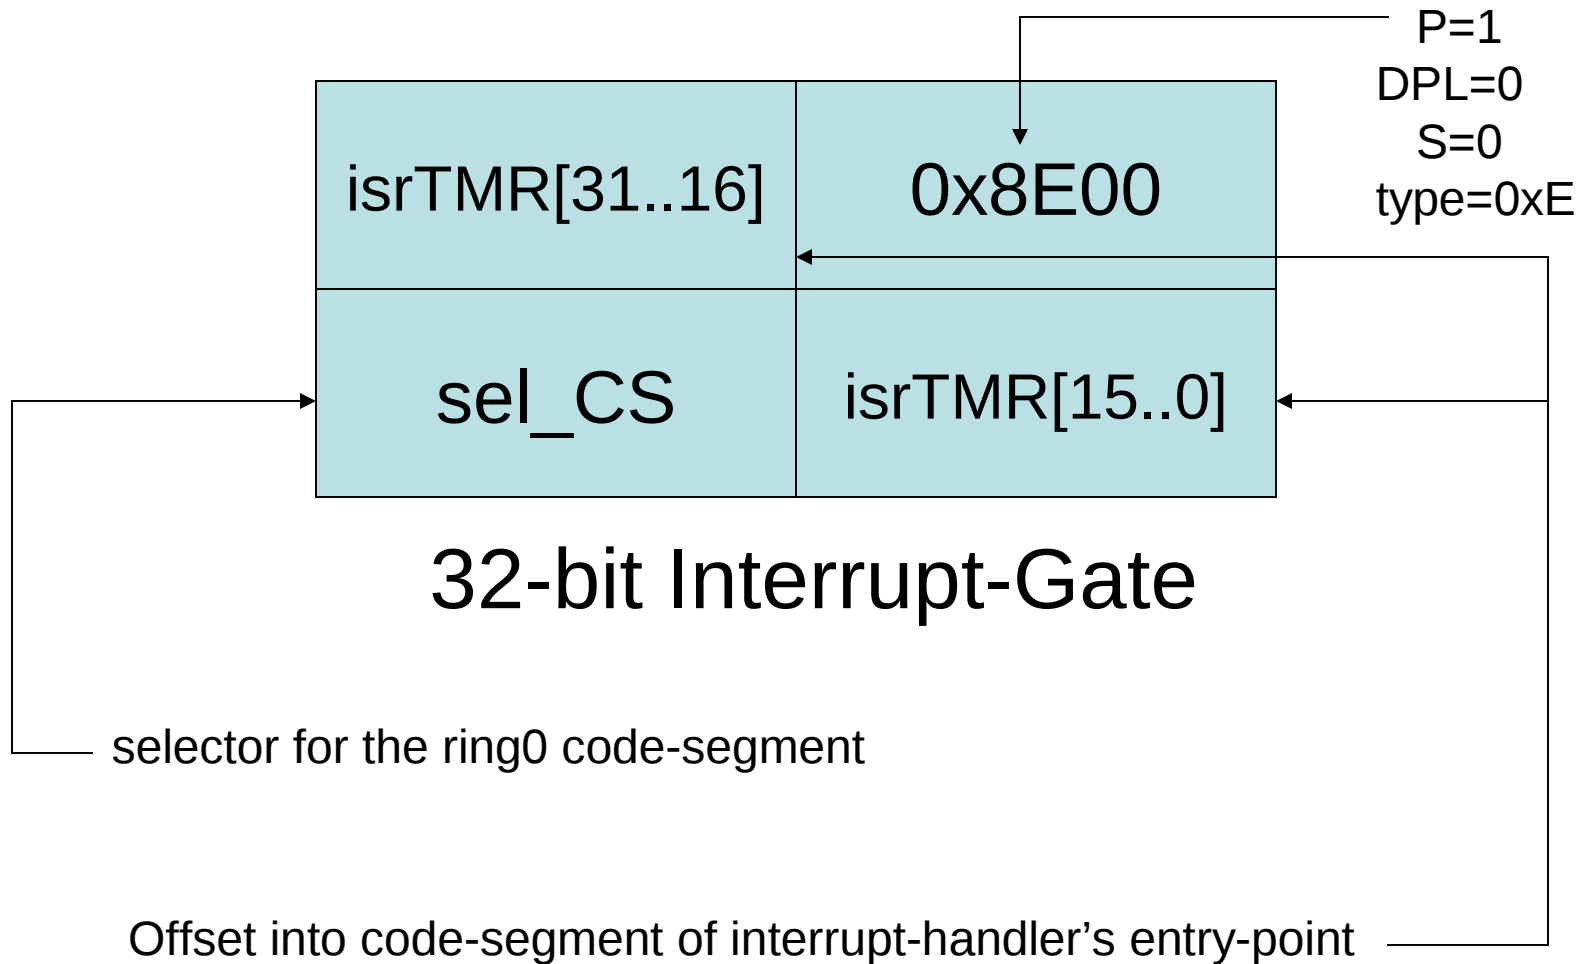 P=1
DPL=0
S=0
type=0xE
isrTMR[31..16]
0x8E00
sel_CS
isrTMR[15..0]
32-bit Interrupt-Gate
selector for the ring0 code-segment
Offset into code-segment of interrupt-handler’s entry-point